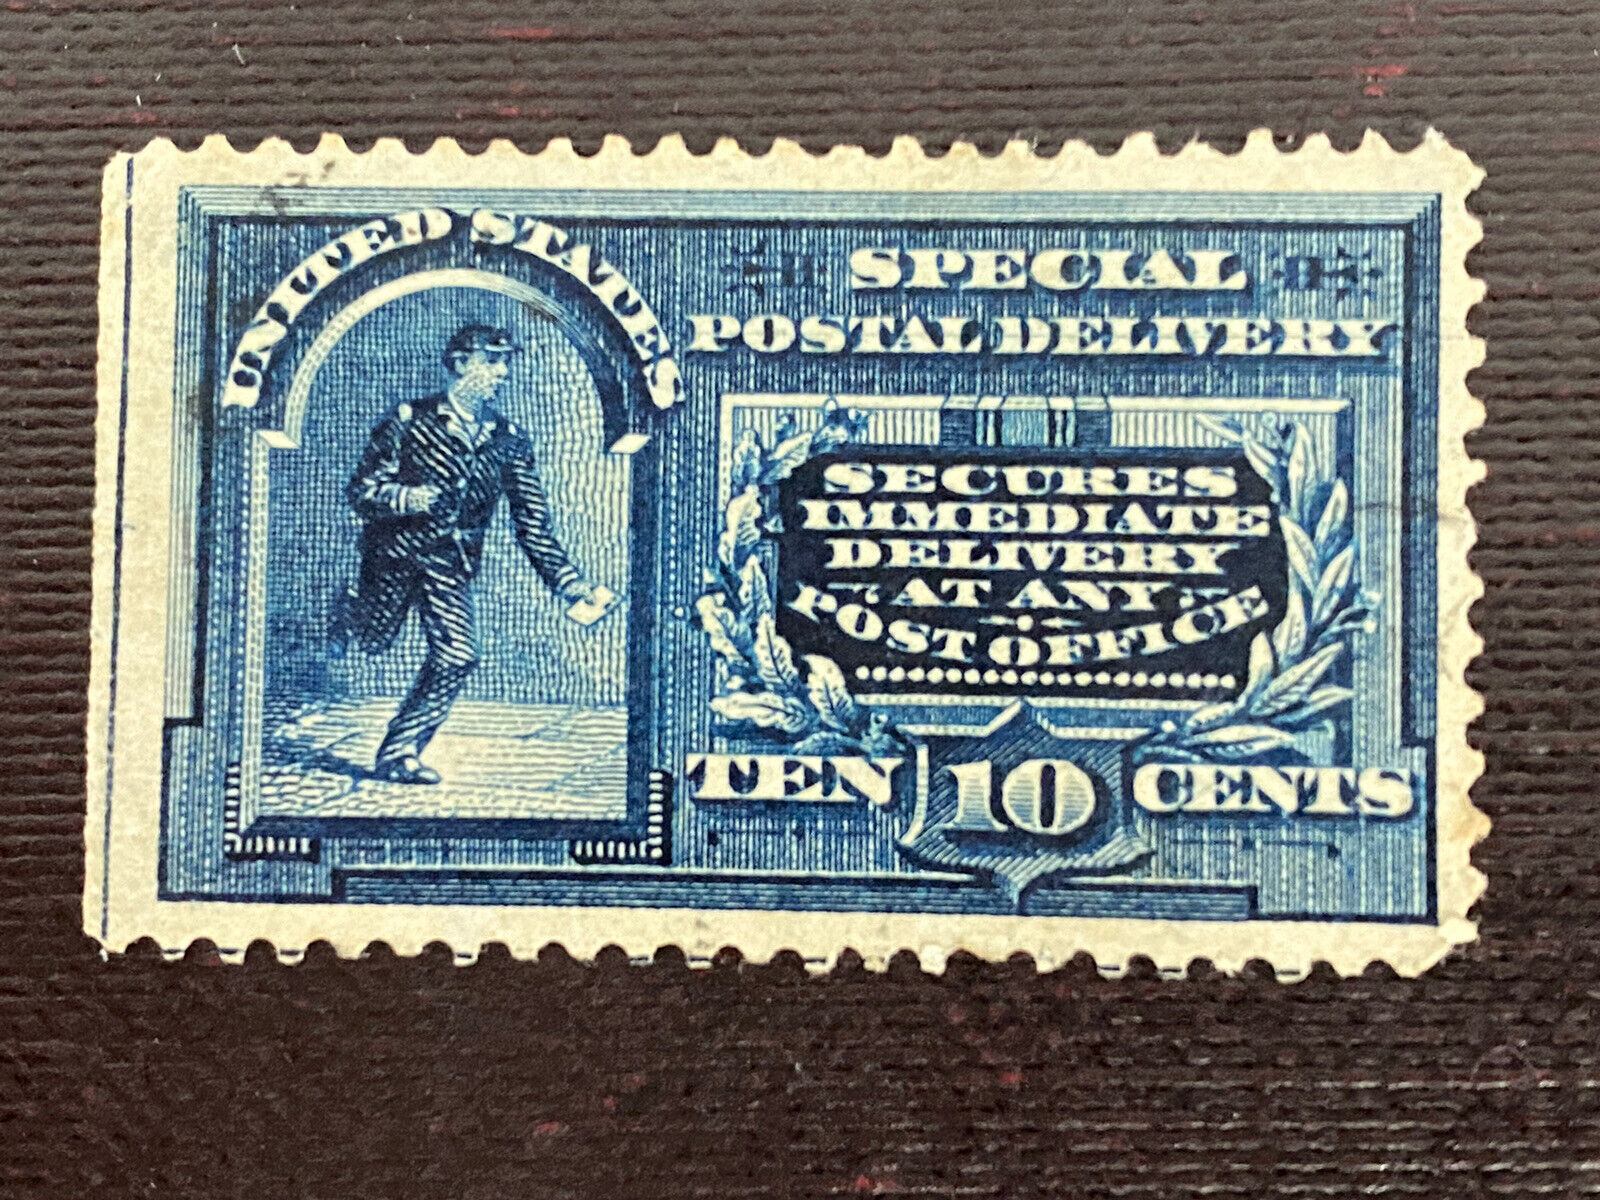 UNITED STATES
SPECIAL
POSTAL DELIVERY
SECURES
IMMEDIATE
DELIVERY
AT ANY
POST OFFICE
TEN 10 CENTS